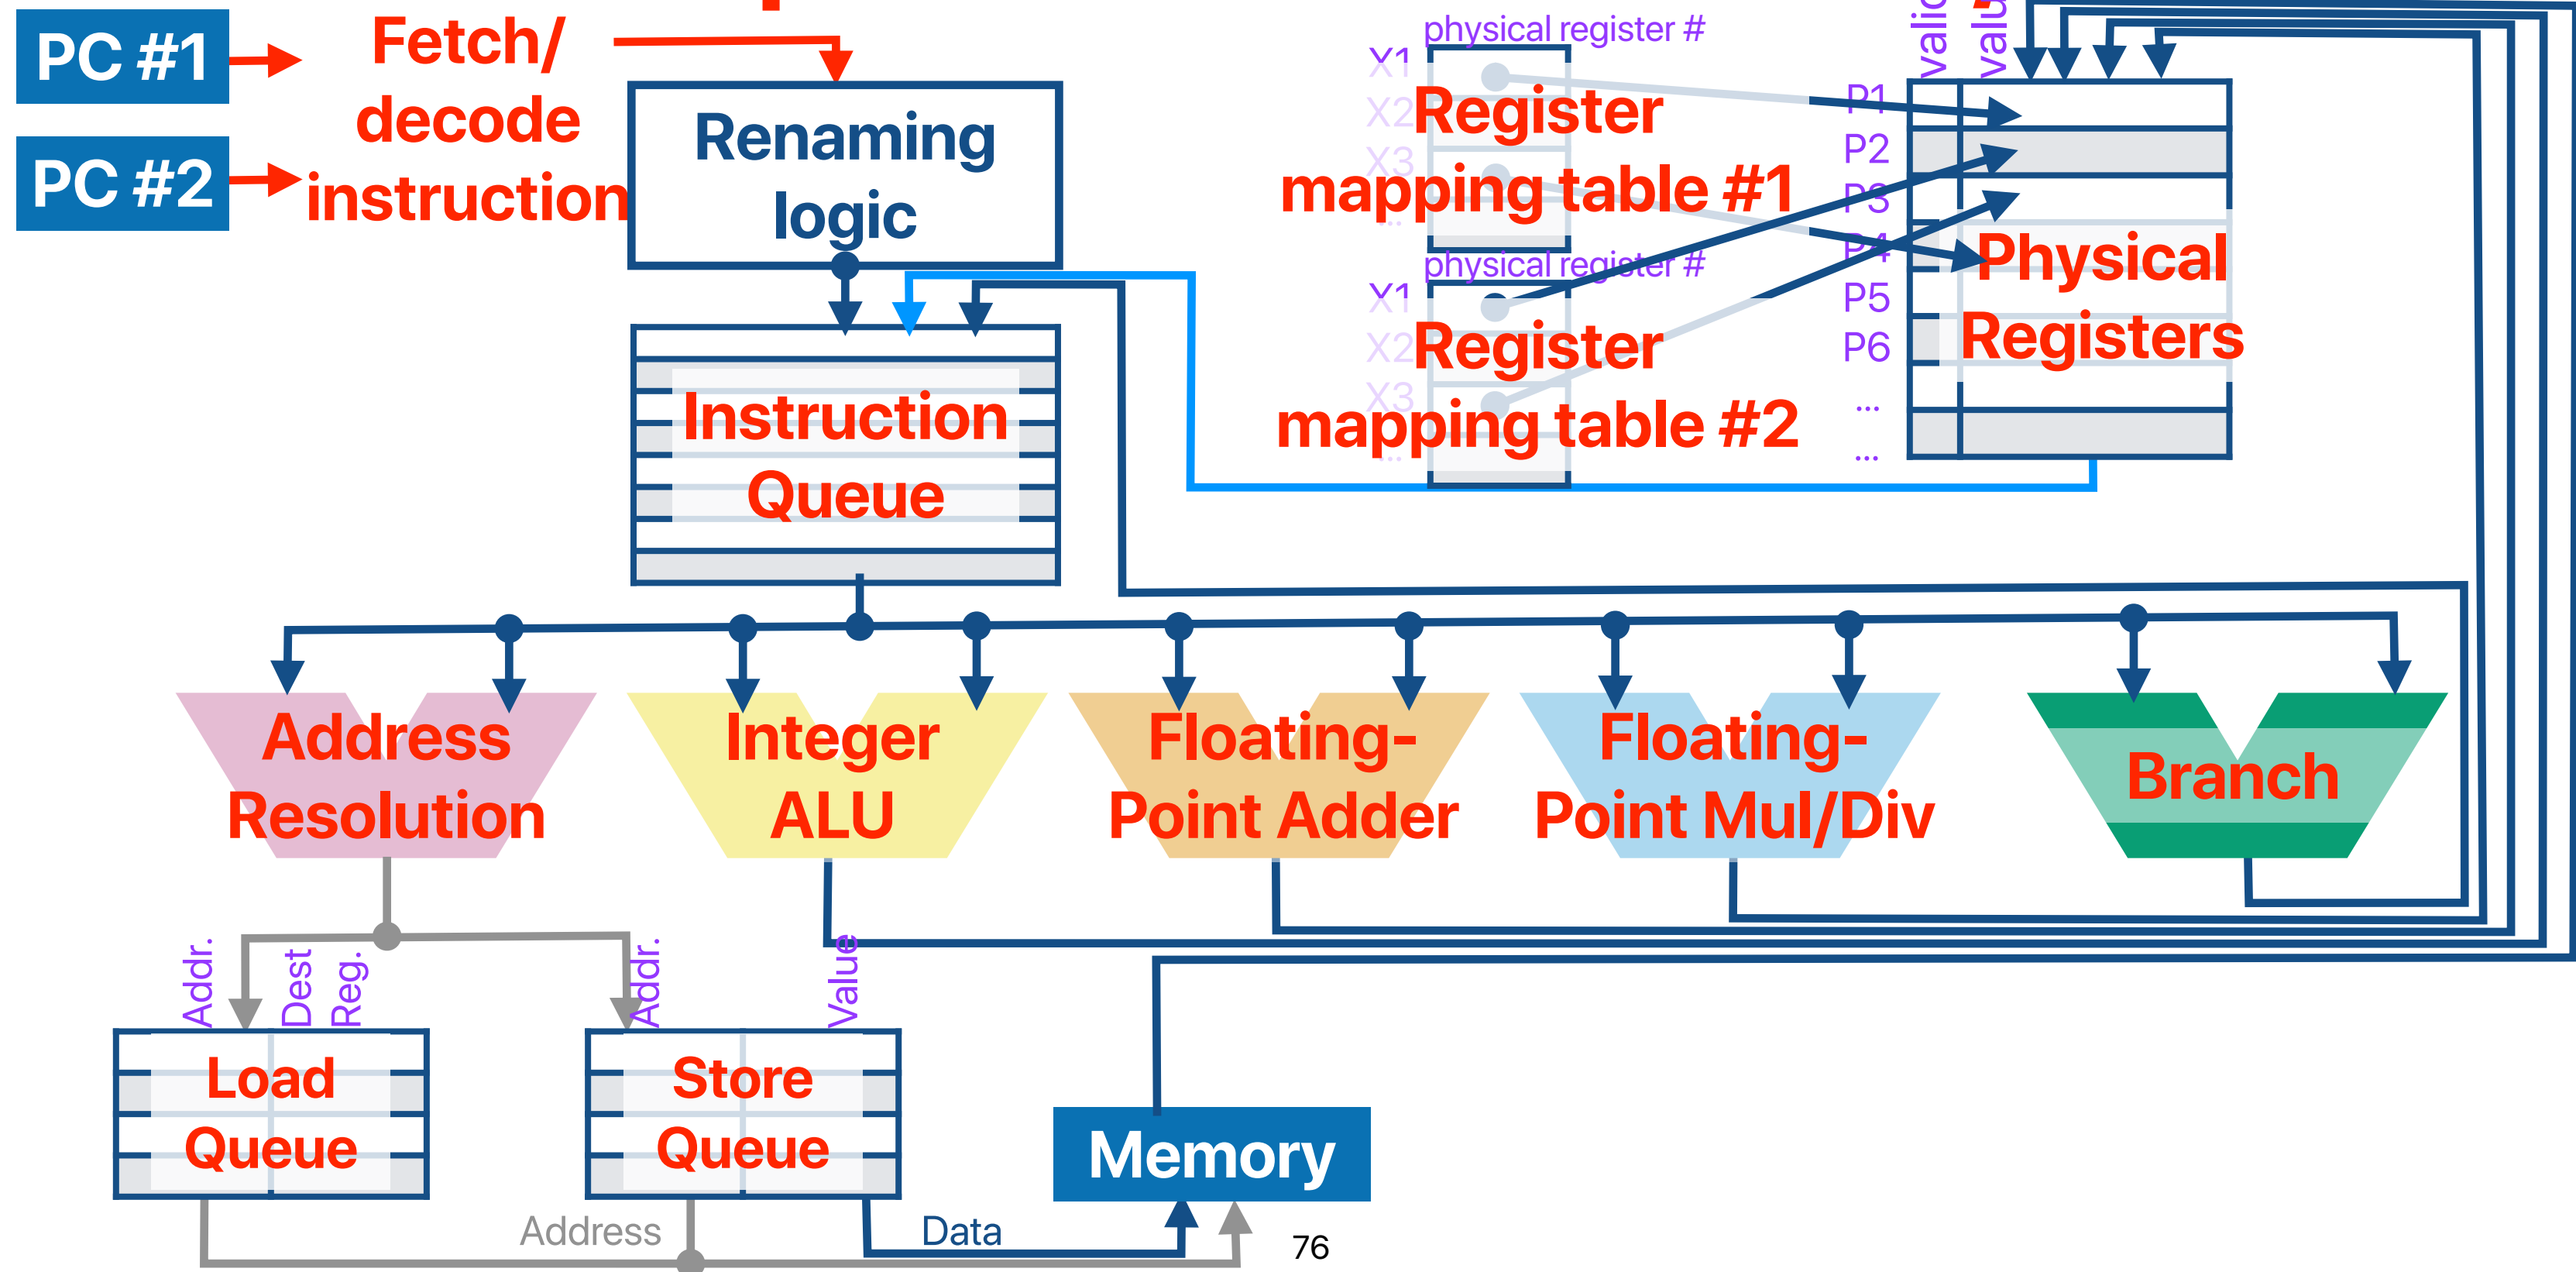 PC #1
PC #2
Fetch/
decode
instruction
Renaming
logic
physical register #
X1
X2
X3
...
Register
mapping table #1
physical register #
X1
X2
X3
...
Register
mapping table #2
P1
P2
P3
P4
P5
P6
...
...
Physical
Registers
Instruction
Queue
Address
Resolution
Integer
ALU
Floating-
Point Adder
Floating-
Point Mul/Div
Branch
Addr.
Dest
Reg.
Addr.
Value
Load
Queue
Store
Queue
Memory
Address
Data
76